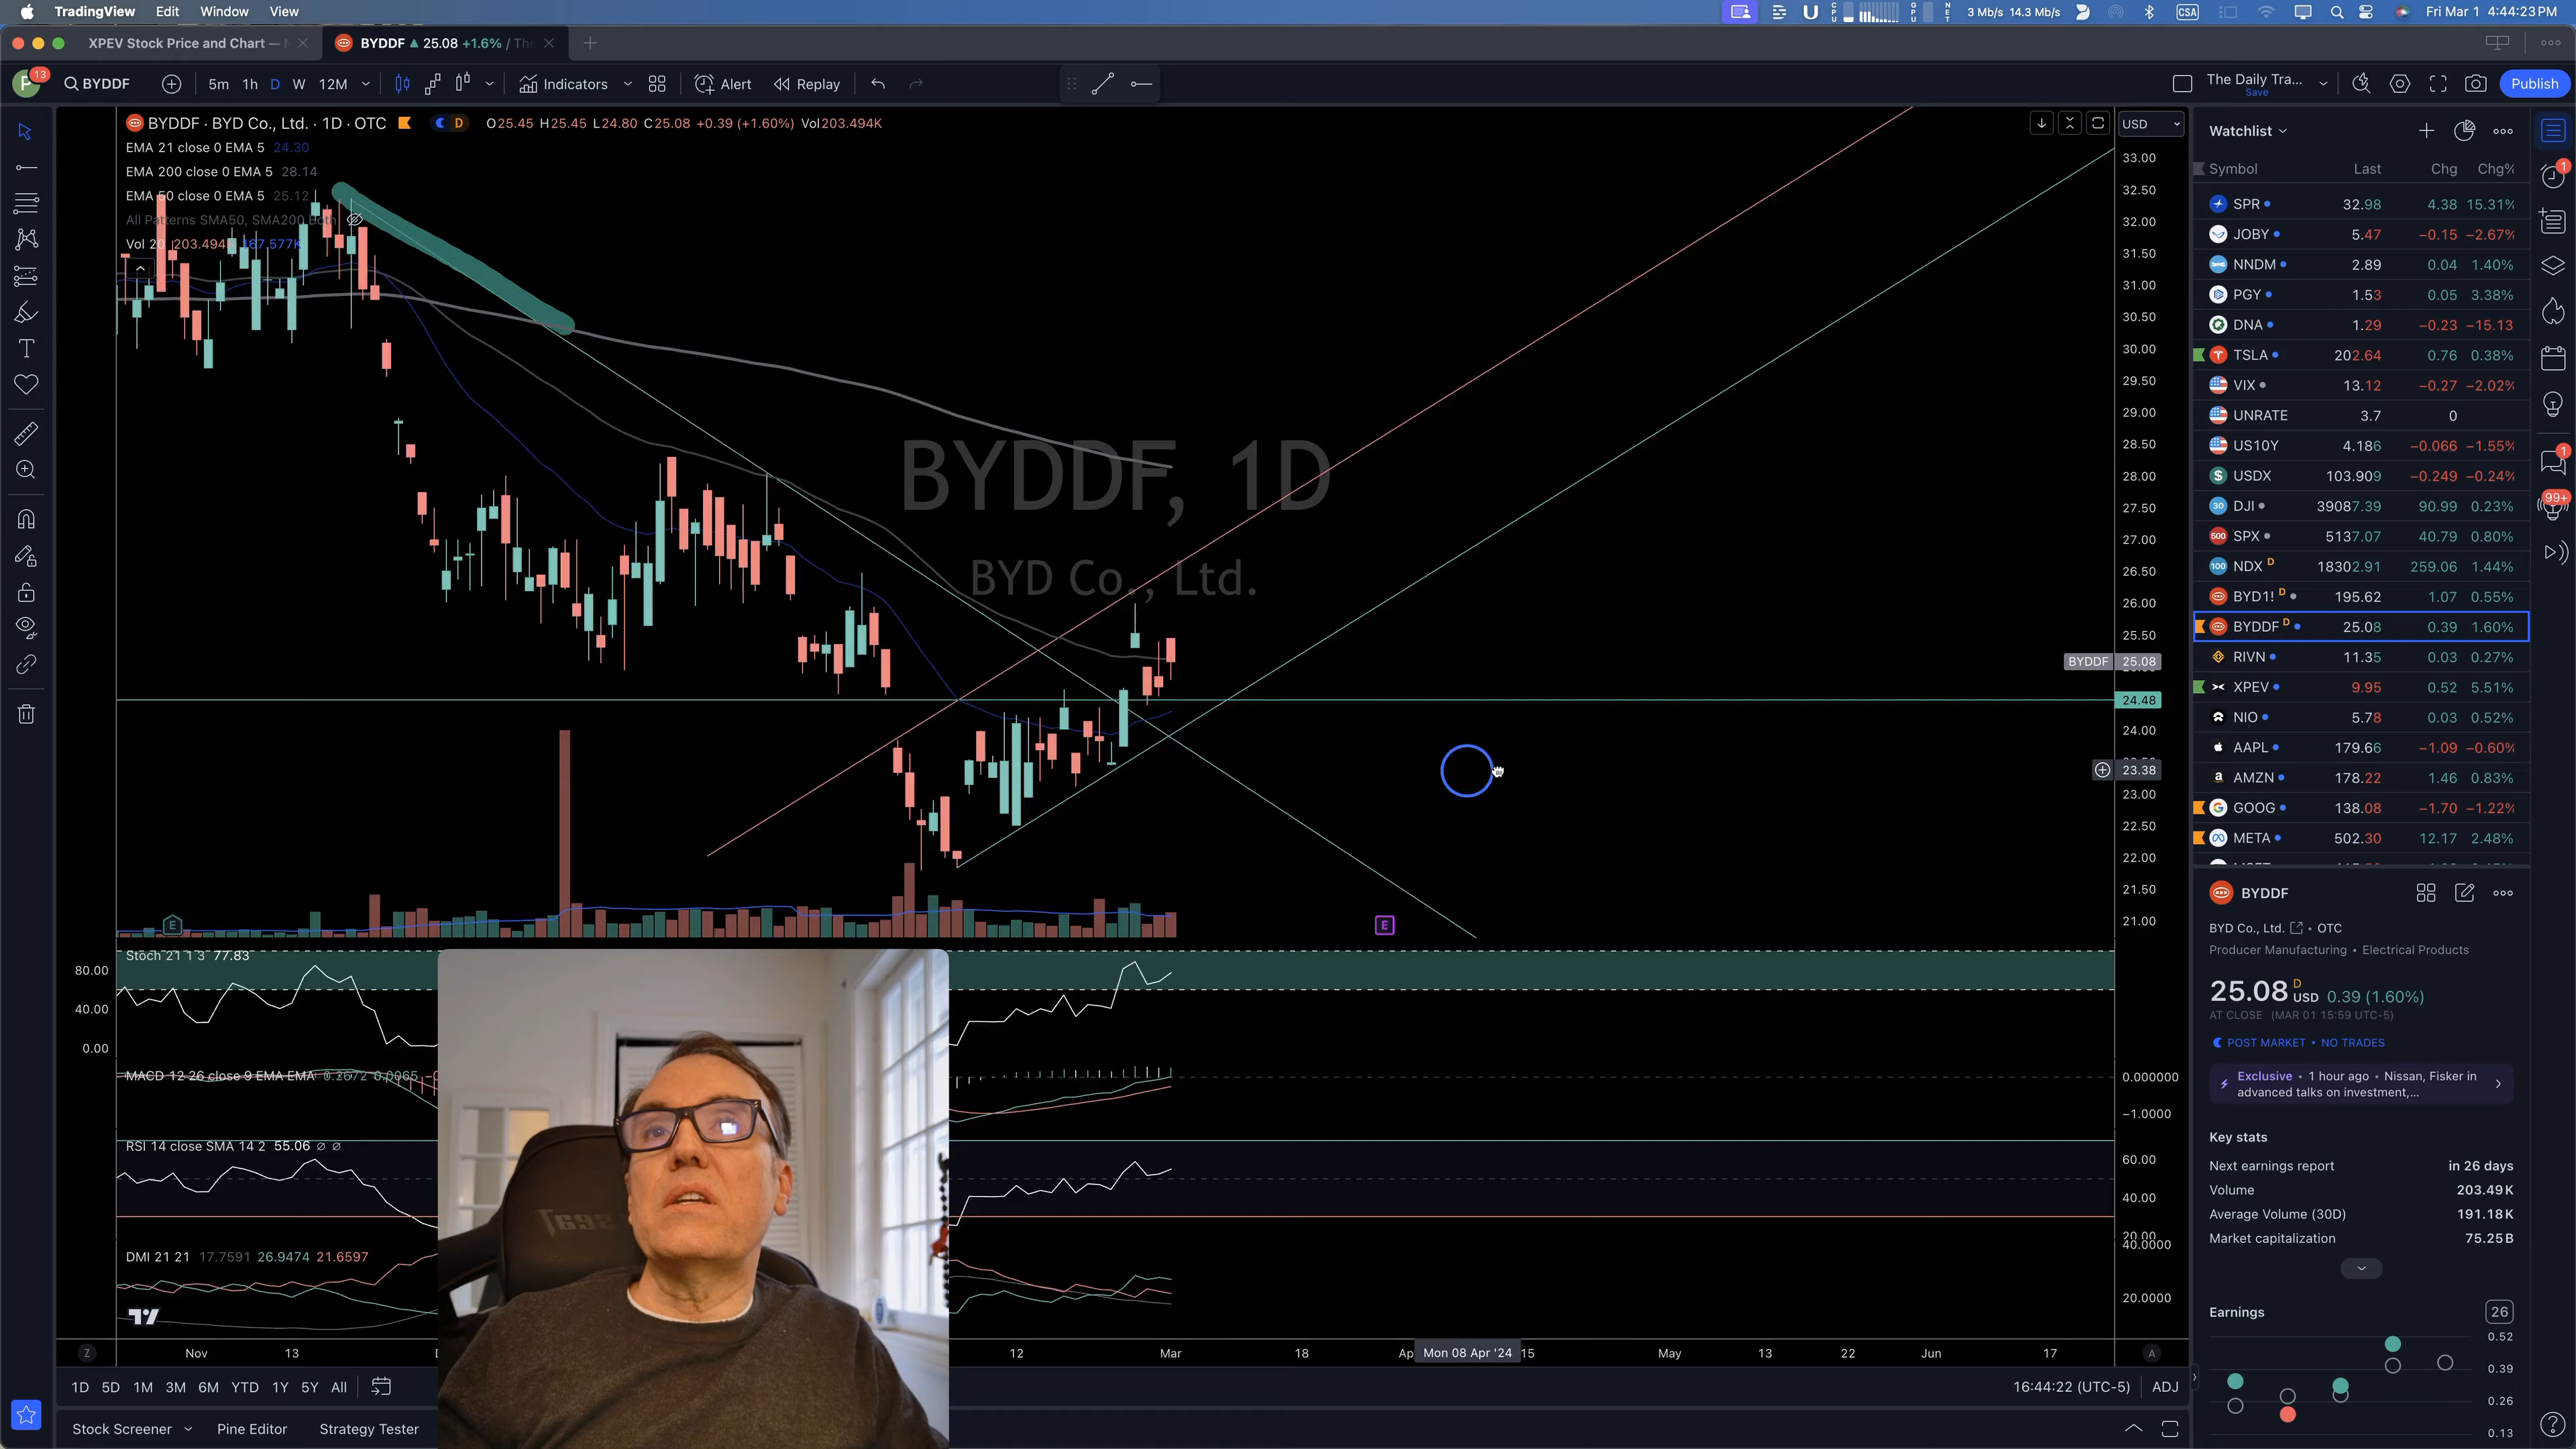 TradingView Edit Window View
3 Mb/s 14.3 Mb/s CSA Fri Mar 1 4:44:23 PM
XPEV Stock Price and Chart —
BYDDF ▲ 25.08 +1.6% / The
13 BYDDF 5m 1h D W 12M Indicators Alert Replay
The Daily Tra...
Save
Publish
BYDDF · BYD Co., Ltd. · 1D · OTC D O25.45 H25.45 L24.80 C25.08 +0.39 (+1.60%) Vol203.494K
EMA 21 close 0 EMA 5 24.30
EMA 200 close 0 EMA 5 28.14
EMA 50 close 0 EMA 5 25.12
All Patterns SMA50, SMA200 Both
Vol 20 203.494K 167.577K
BYDDF, 1D
BYD Co., Ltd.
USD
33.00
32.50
32.00
31.50
31.00
30.50
30.00
29.50
29.00
28.50
28.00
27.50
27.00
26.50
26.00
25.50
BYDDF 25.08
24.48
24.00
23.38
23.00
22.50
22.00
21.50
21.00
E
E
Stoch 21 1 3 77.83
80.00
40.00
0.00
MACD 12 26 close 9 EMA EMA 0.2672 0.0065
0.000000
−1.0000
RSI 14 close SMA 14 2 55.06 ∅ ∅
60.00
40.00
20.00
DMI 21 21 17.7591 26.9474 21.6597
40.0000
20.0000
Z Nov 13 12 Mar 18 Mon 08 Apr '24 15 May 13 22 Jun 17 A
1D 5D 1M 3M 6M YTD 1Y 5Y All
16:44:22 (UTC-5) ADJ
Stock Screener Pine Editor Strategy Tester
Watchlist
Symbol Last Chg Chg%
SPR 32.98 4.38 15.31%
JOBY 5.47 −0.15 −2.67%
NNDM 2.89 0.04 1.40%
PGY 1.53 0.05 3.38%
DNA 1.29 −0.23 −15.13
TSLA 202.64 0.76 0.38%
VIX 13.12 −0.27 −2.02%
UNRATE 3.7 0
US10Y 4.186 −0.066 −1.55%
USDX 103.909 −0.249 −0.24%
DJI 39087.39 90.99 0.23%
SPX 5137.07 40.79 0.80%
NDX D 18302.91 259.06 1.44%
BYD1! D 195.62 1.07 0.55%
BYDDF D 25.08 0.39 1.60%
RIVN 11.35 0.03 0.27%
XPEV 9.95 0.52 5.51%
NIO 5.78 0.03 0.52%
AAPL 179.66 −1.09 −0.60%
AMZN 178.22 1.46 0.83%
GOOG 138.08 −1.70 −1.22%
META 502.30 12.17 2.48%
BYDDF
BYD Co., Ltd. • OTC
Producer Manufacturing • Electrical Products
25.08 D USD 0.39 (1.60%)
AT CLOSE (MAR 01 15:59 UTC-5)
POST MARKET • NO TRADES
Exclusive • 1 hour ago • Nissan, Fisker in
advanced talks on investment,...
Key stats
Next earnings report in 26 days
Volume 203.49K
Average Volume (30D) 191.18K
Market capitalization 75.25B
Earnings 26
0.52
0.39
0.26
0.13
1
1
99+